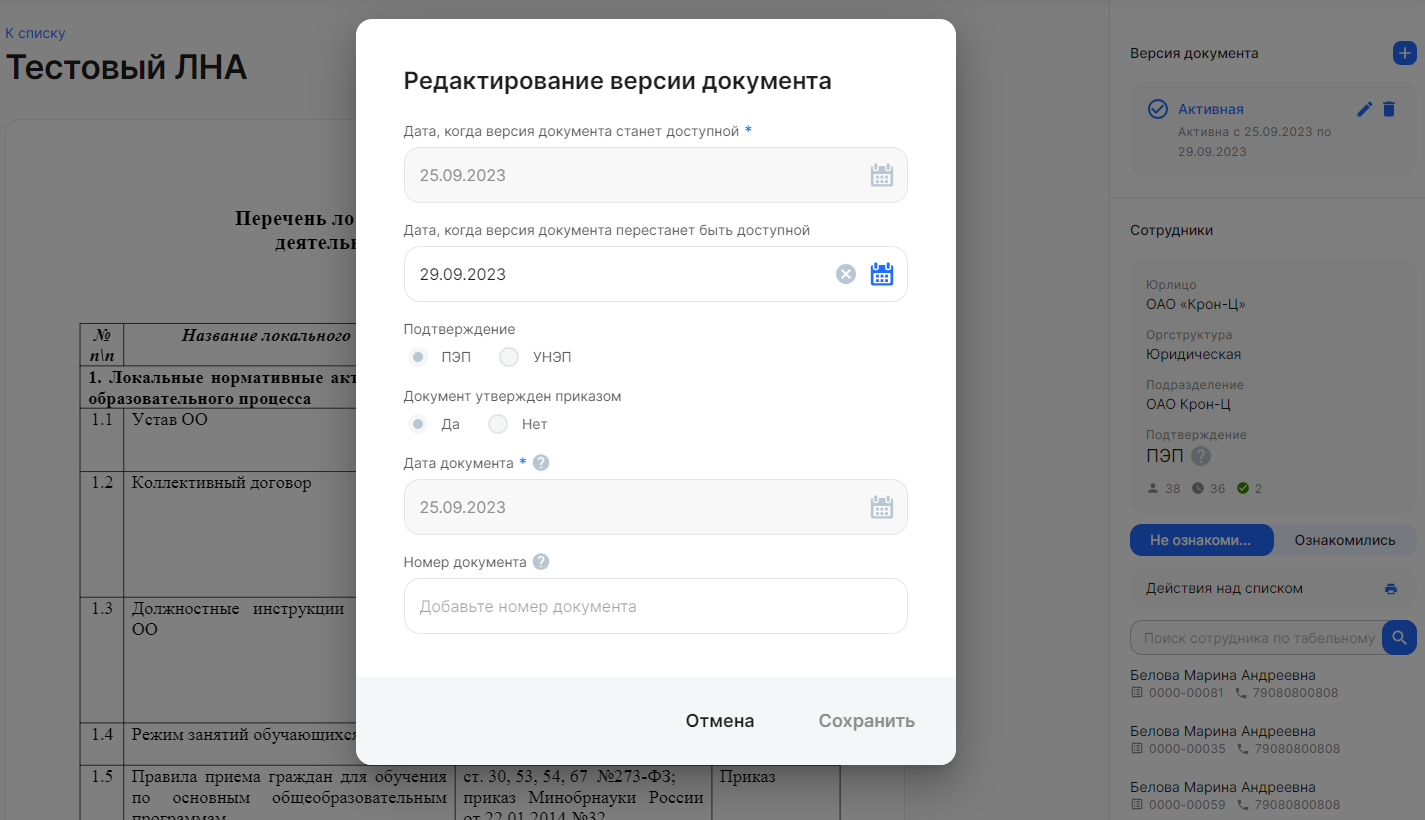 К списку
Тестовый ЛНА
Перечень ло
деятельн
№
п\п
Название локального
1. Локальные нормативные акт
образовательного процесса
1.1
Устав ОО
1.2
Коллективный договор
1.3
Должностные инструкции
ОО
1.4
Режим занятий обучающихся
1.5
Правила приема граждан для обучения
по основным общеобразовательным
программам
ст. 30, 53, 54, 67 №273-ФЗ;
приказ Минобрнауки России
от 22.01.2014 №32
Приказ
Редактирование версии документа
Дата, когда версия документа станет доступной *
25.09.2023
Дата, когда версия документа перестанет быть доступной
29.09.2023
Подтверждение
ПЭП
УНЭП
Документ утвержден приказом
Да
Нет
Дата документа * ?
25.09.2023
Номер документа ?
Добавьте номер документа
Отмена
Сохранить
Версия документа
Активная
Активна с 25.09.2023 по
29.09.2023
Сотрудники
Юрлицо
ОАО «Крон-Ц»
Оргструктура
Юридическая
Подразделение
ОАО Крон-Ц
Подтверждение
ПЭП ?
38 36 2
Не ознакоми...
Ознакомились
Действия над списком
Поиск сотрудника по табельному
Белова Марина Андреевна
0000-00081 79080800808
Белова Марина Андреевна
0000-00035 79080800808
Белова Марина Андреевна
0000-00059 79080800808